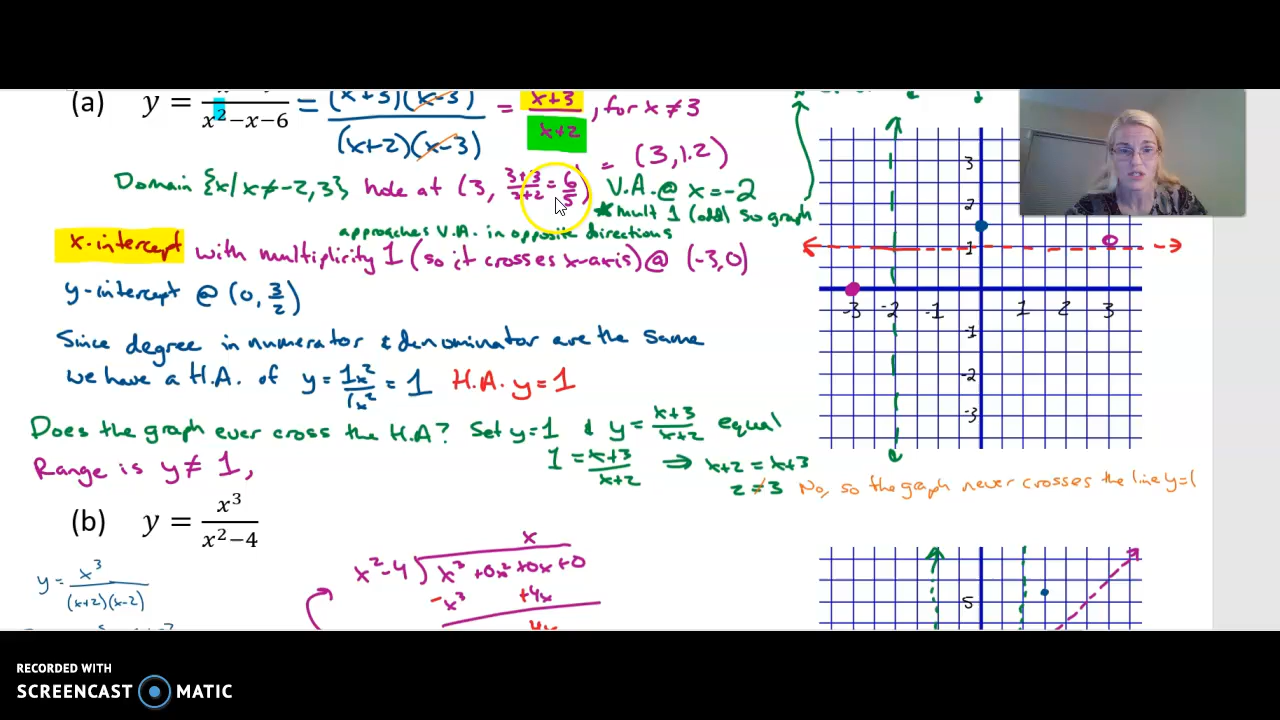 (a) y = / x²−x−6 = (x+3)(x-3) / (x+2)(x-3) = x+3 / x+2 , for x ≠ 3
Domain {x/ x≠-2,3} hole at (3, 3+3/3+2 = 6/5) = (3,1.2) V.A.@ x=-2
* mult 1 (odd) so graph
approaches V.A. in opposite directions
x-intercept with multiplicity 1 (so it crosses x-axis) @ (-3,0)
y-intercept @ (0, 3/2)
Since degree in numerator & denominator are the same
we have a H.A. of y = 1x²/1x² = 1 H.A. y = 1
Does the graph ever cross the H.A? Set y=1 & y = x+3/x+2 equal
1 = x+3/x+2 ⇒ x+2 = x+3
2 ≠ 3 No, so the graph never crosses the line y=1
Range is y≠ 1,
3
2
1
-3 -2 -1 1 2 3
-1
-2
-3
(b) y = x³ / x²−4
y = x³ / (x+2)(x-2)
x
x²-4 x³ +0x² +0x +0
- x³ +4x
4x
5
RECORDED WITH
SCREENCAST MATIC